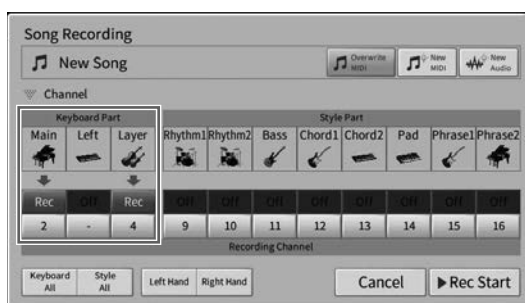 Song Recording
New Song
Overwrite MIDI
New MIDI
New Audio
Channel
Keyboard Part Style Part
Main Left Layer Rhythm1 Rhythm2 Bass Chord1 Chord2 Pad Phrase1 Phrase2
Rec Off Rec Off Off Off Off Off Off Off Off
2 - 4 9 10 11 12 13 14 15 16
Recording Channel
Keyboard All Style All Left Hand Right Hand Cancel ▶Rec Start